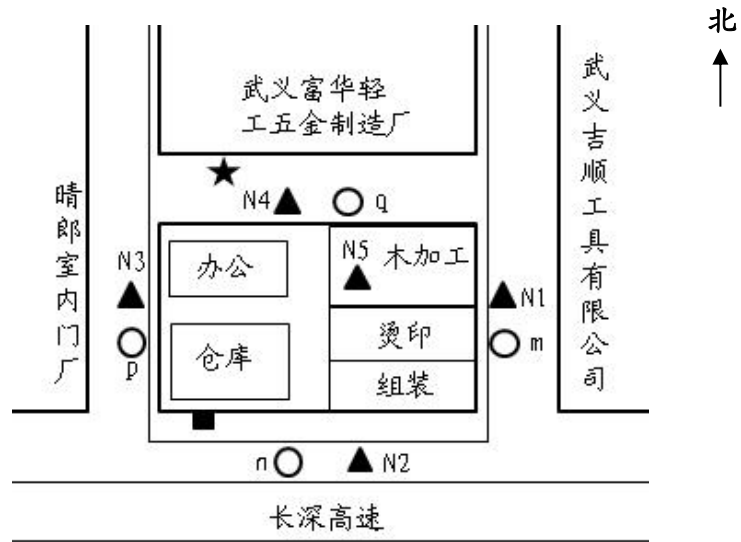 北
武义富华轻
工五金制造厂
武义吉顺工具有限公司
晴郎室内门厂
N4
q
N3
办公
N5
木加工
N1
烫印
m
仓库
p
组装
n
N2
长深高速